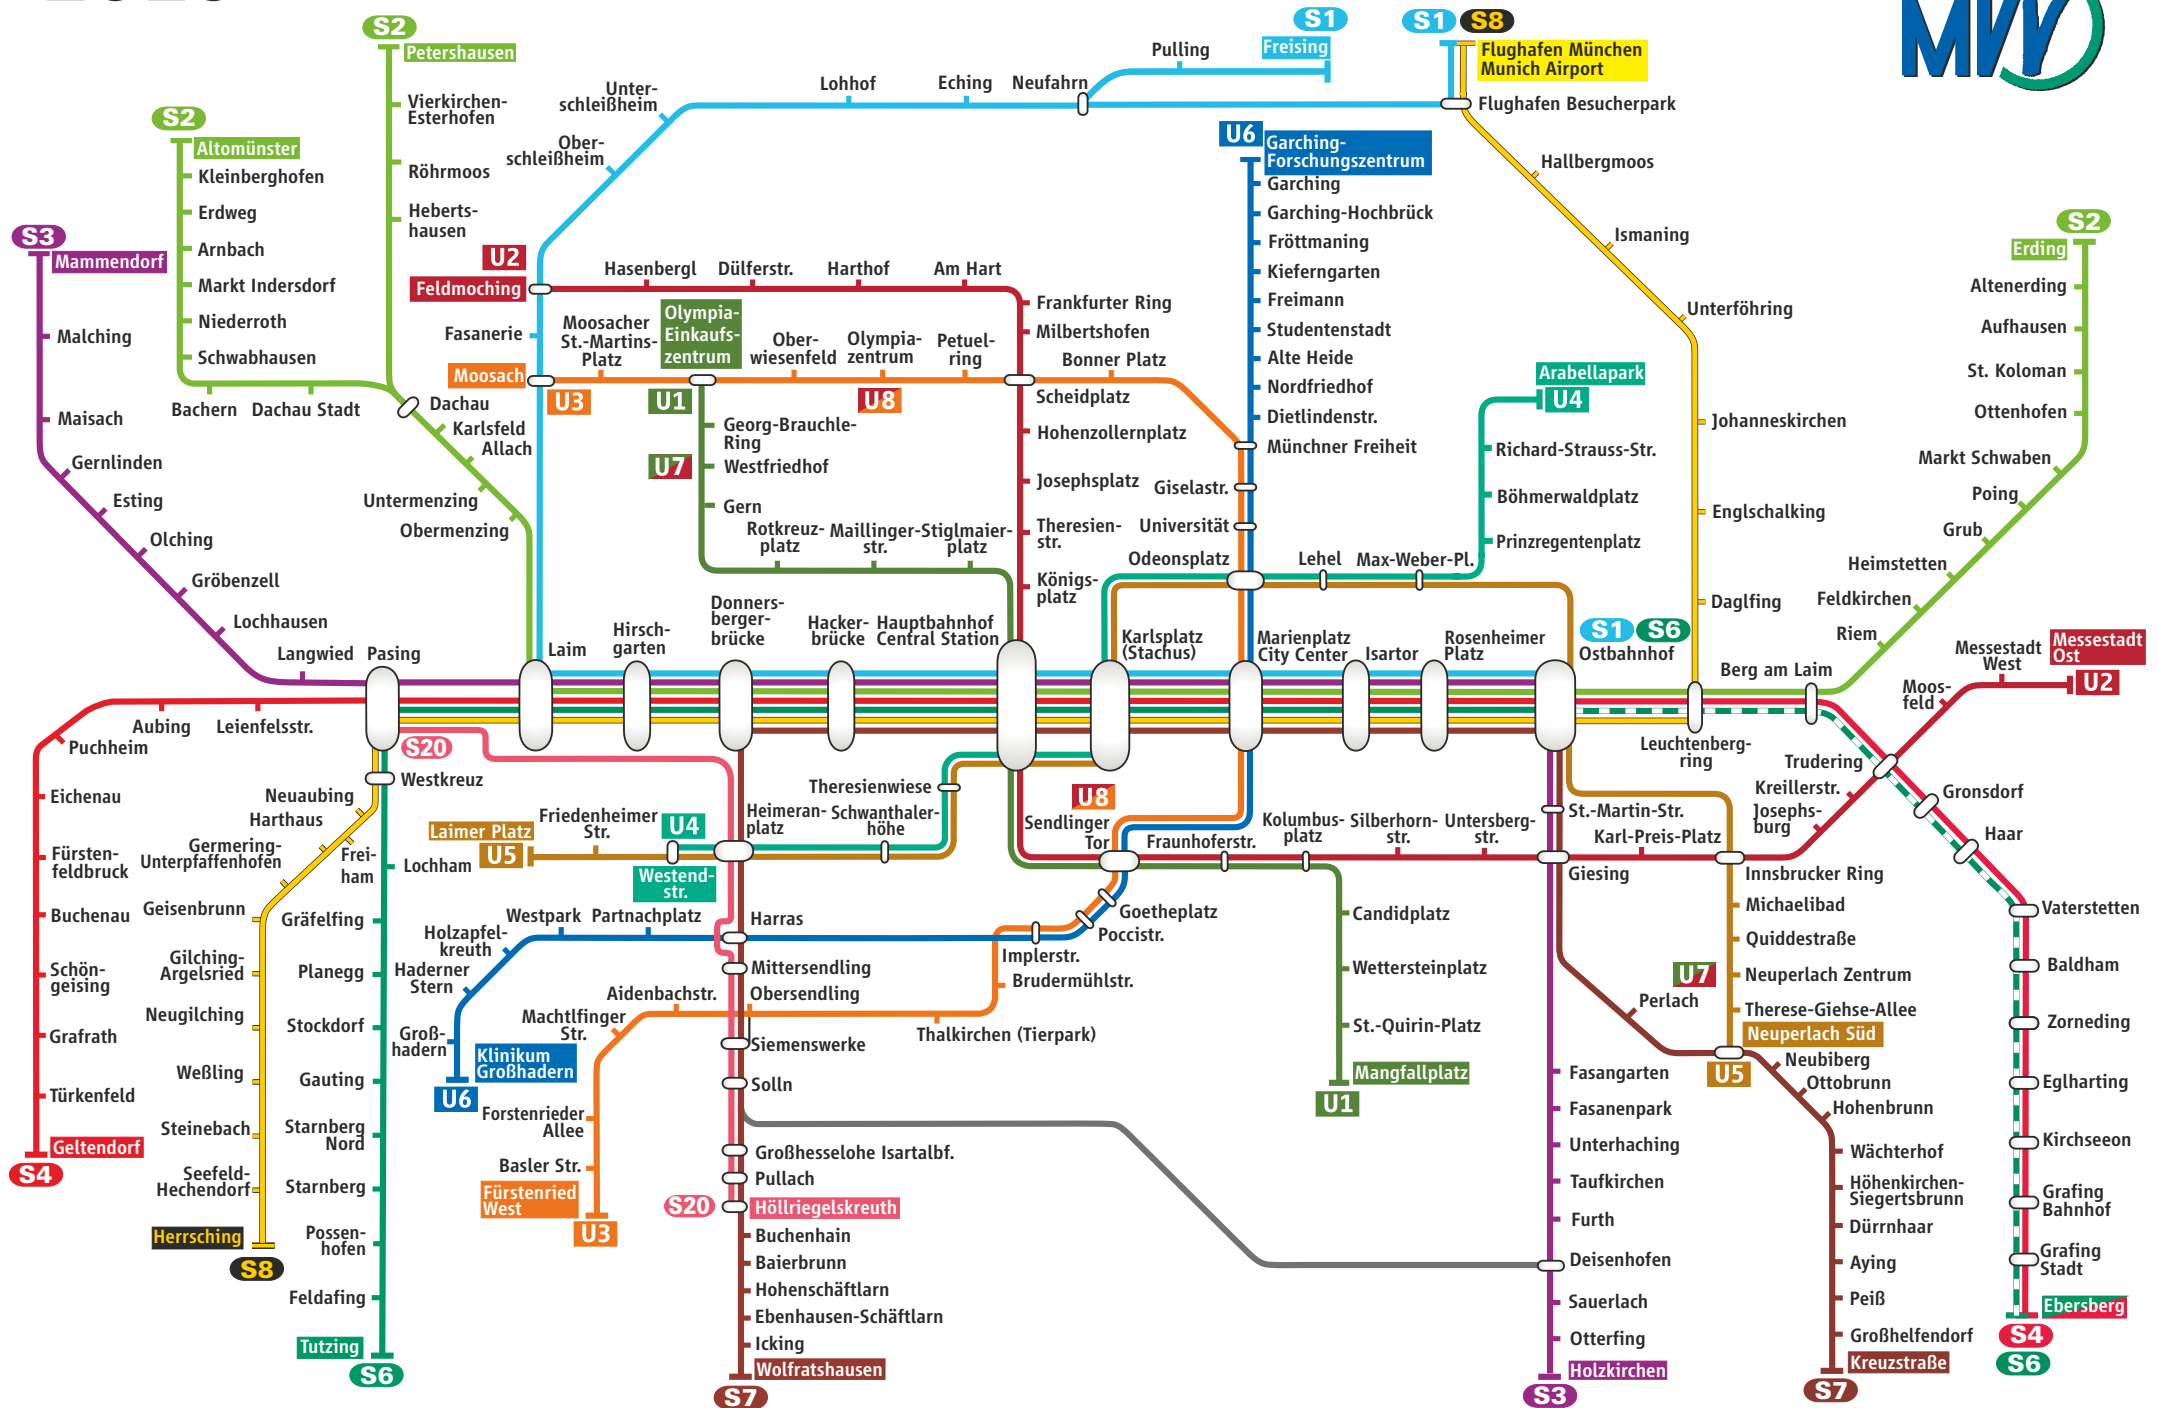 S2
Petershausen
Vierkirchen-
Esterhofen
Röhrmoos
Heberts-
hausen
S2
Altomünster
Kleinberghofen
Erdweg
Arnbach
Markt Indersdorf
Niederroth
Schwabhausen
Bachern
Dachau Stadt
Dachau
Karlsfeld
Allach
Untermenzing
Obermenzing
S3
Mammendorf
Malching
Maisach
Gernlinden
Esting
Olching
Gröbenzell
Lochhausen
Langwied
Pasing
S1
Freising
Pulling
Neufahrn
Eching
Lohhof
Unter-
schleißheim
Ober-
schleißheim
S1
S8
Flughafen München
Munich Airport
Flughafen Besucherpark
MVV
Hallbergmoos
Ismaning
Unterföhring
Johanneskirchen
Englschalking
Daglfing
U2
Feldmoching
Hasenbergl
Dülferstr.
Harthof
Am Hart
Frankfurter Ring
Milbertshofen
Fasanerie
Moosach
U3
Moosacher
St.-Martins-
Platz
Olympia-
Einkaufs-
zentrum
U1
Ober-
wiesenfeld
Olympia-
zentrum
U8
Petuel-
ring
Bonner Platz
Scheidplatz
Hohenzollernplatz
Josephsplatz
Theresien-
str.
Königs-
platz
Georg-Brauchle-
Ring
U7
Westfriedhof
Gern
Rotkreuz-
platz
Maillinger-
str.
Stiglmaier-
platz
U6
Garching-
Forschungszentrum
Garching
Garching-Hochbrück
Fröttmaning
Kieferngarten
Freimann
Studentenstadt
Alte Heide
Nordfriedhof
Dietlindenstr.
Münchner Freiheit
Giselastr.
Universität
Odeonsplatz
Lehel
Max-Weber-Pl.
Arabellapark
U4
Richard-Strauss-Str.
Böhmerwaldplatz
Prinzregentenplatz
S2
Erding
Altenerding
Aufhausen
St. Koloman
Ottenhofen
Markt Schwaben
Poing
Grub
Heimstetten
Feldkirchen
Riem
Berg am Laim
Laim
Hirsch-
garten
Donners-
berger-
brücke
Hacker-
brücke
Hauptbahnhof
Central Station
Karlsplatz
(Stachus)
Marienplatz
City Center
Isartor
Rosenheimer
Platz
S1
S6
Ostbahnhof
Leuchtenberg-
ring
Messestadt
Ost
U2
Messestadt
West
Moos-
feld
Trudering
Kreillerstr.
Josephs-
burg
Gronsdorf
Haar
Vaterstetten
Baldham
Zorneding
Eglharting
Kirchseeon
Grafing
Bahnhof
Grafing
Stadt
Ebersberg
S4
S6
Aubing
Leienfelsstr.
Puchheim
Eichenau
Fürsten-
feldbruck
Buchenau
Schön-
geising
Grafrath
Türkenfeld
Geltendorf
S4
S20
Westkreuz
Neuaubing
Harthaus
Germering-
Unterpfaffenhofen
Frei-
ham
Geisenbrunn
Gilching-
Argelsried
Neugilching
Weßling
Steinebach
Seefeld-
Hechendorf
Herrsching
S8
Lochham
Gräfelfing
Planegg
Stockdorf
Gauting
Starnberg
Nord
Starnberg
Possen-
hofen
Feldafing
Tutzing
S6
Laimer Platz
U5
Friedenheimer
Str.
U4
Westend-
str.
Heimeran-
platz
Schwanthaler-
höhe
Theresienwiese
Holzapfel-
kreuth
Westpark
Partnachplatz
Harras
Haderner
Stern
Groß-
hadern
Klinikum
Großhadern
U6
Mittersendling
Obersendling
Aidenbachstr.
Machtlfinger
Str.
Forstenrieder
Allee
Basler Str.
Fürstenried
West
U3
Siemenswerke
Solln
Großhesselohe Isartalbf.
Pullach
S20
Höllriegelskreuth
Buchenhain
Baierbrunn
Hohenschäftlarn
Ebenhausen-Schäftlarn
Icking
Wolfratshausen
S7
Thalkirchen (Tierpark)
Brudermühlstr.
Implerstr.
Poccistr.
Goetheplatz
U8
Sendlinger
Tor
Fraunhoferstr.
Kolumbus-
platz
Silberhorn-
str.
Untersberg-
str.
Candidplatz
Wettersteinplatz
St.-Quirin-Platz
Mangfallplatz
U1
St.-Martin-Str.
Karl-Preis-Platz
Giesing
Innsbrucker Ring
Michaelibad
Quiddestraße
U7
Neuperlach Zentrum
Therese-Giehse-Allee
Neuperlach Süd
U5
Perlach
Neubiberg
Ottobrunn
Hohenbrunn
Wächterhof
Höhenkirchen-
Siegertsbrunn
Dürrnhaar
Aying
Peiß
Großhelfendorf
Kreuzstraße
S7
Fasangarten
Fasanenpark
Unterhaching
Taufkirchen
Furth
Deisenhofen
Sauerlach
Otterfing
Holzkirchen
S3